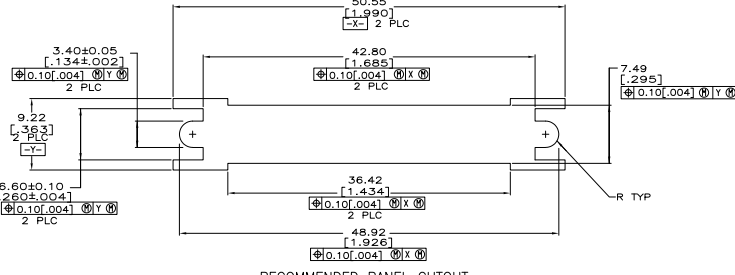 50.55
[1.990]
-X- 2 PLC
3.40±0.05
[.134±.002]
⌖ 0.10[.004] Ⓜ Y Ⓜ
2 PLC
42.80
[1.685]
⌖ 0.10[.004] Ⓜ X Ⓜ
2 PLC
7.49
[.295]
⌖ 0.10[.004] Ⓜ Y Ⓜ
9.22
[.363]
2 PLC
-Y-
6.60±0.10
.260±.004]
⌖ 0.10[.004] Ⓜ Y Ⓜ
2 PLC
36.42
[1.434]
⌖ 0.10[.004] Ⓜ X Ⓜ
2 PLC
R TYP
48.92
[1.926]
⌖ 0.10[.004] Ⓜ X Ⓜ
RECOMMENDED PANEL CUTOUT